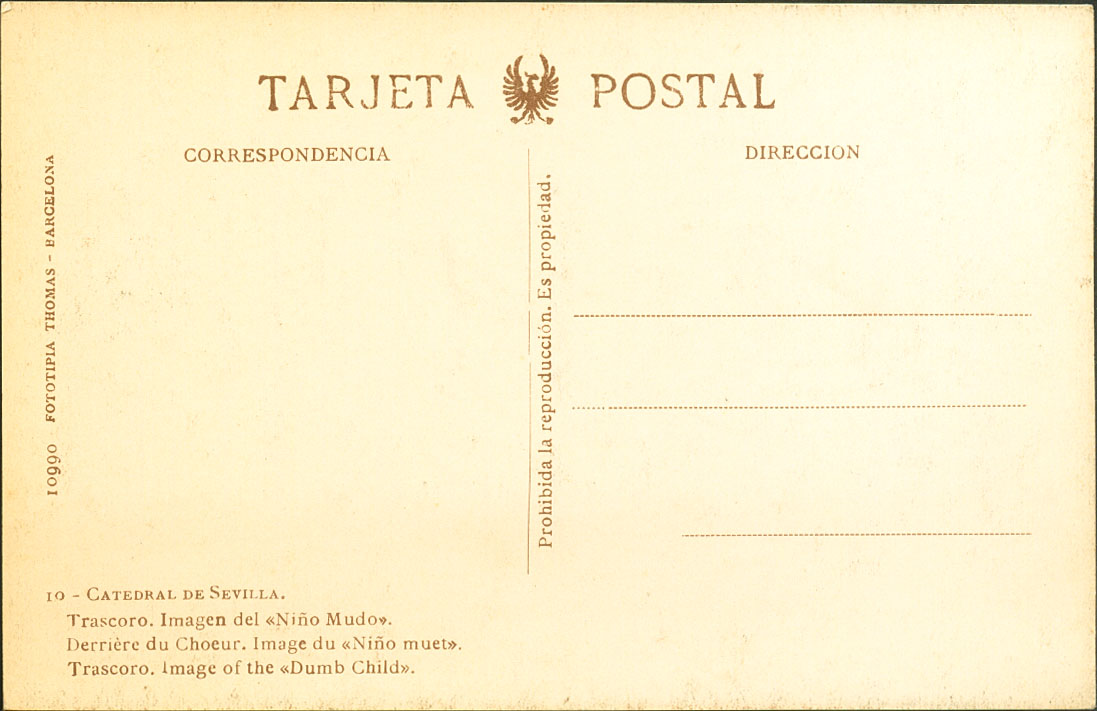 TARJETA POSTAL
CORRESPONDENCIA
DIRECCION
10990 FOTOTIPIA THOMAS - BARCELONA
Prohibida la reproducción. Es propiedad.
10 - CATEDRAL DE SEVILLA.
Trascoro. Imagen del «Niño Mudo».
Derrière du Choeur. Image du «Niño muet».
Trascoro. Image of the «Dumb Child».